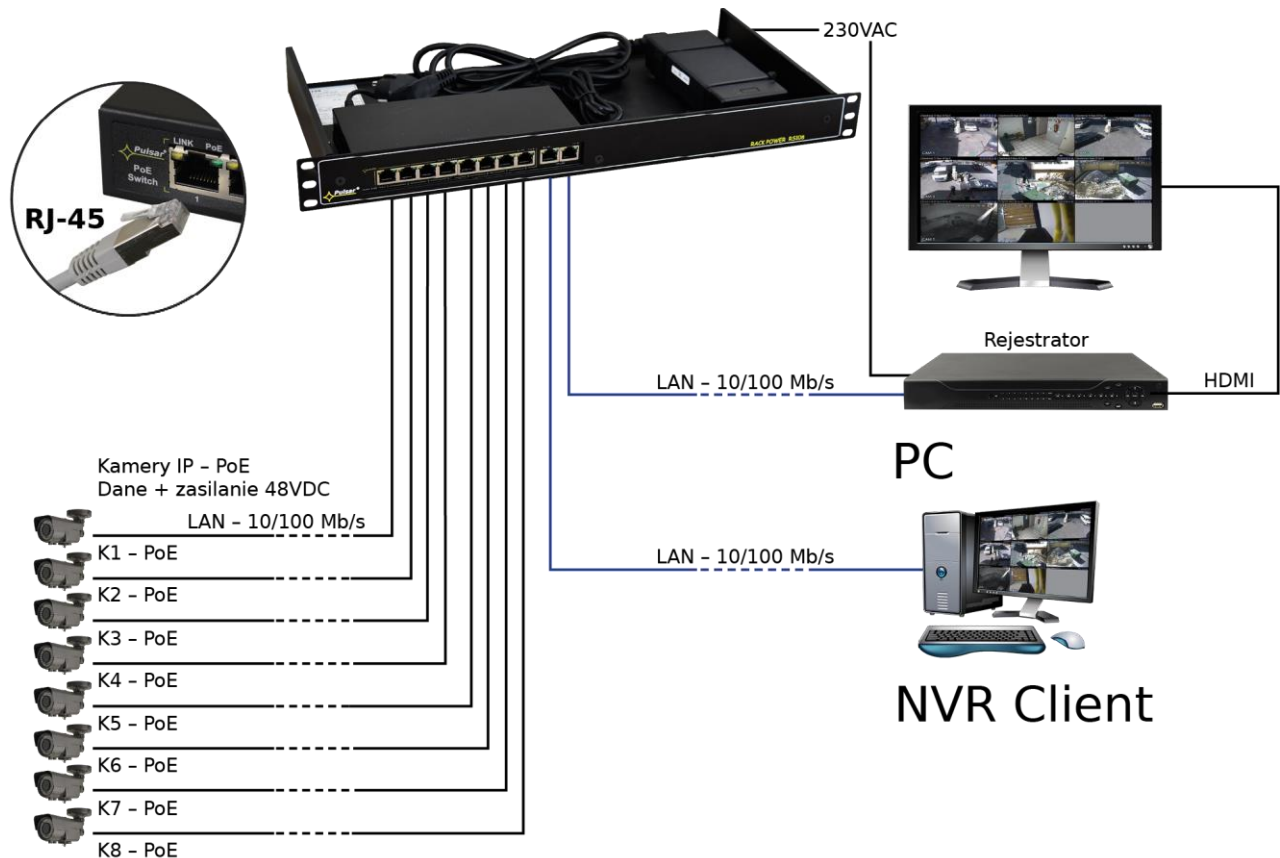 230VAC
LINK PoE
Pulsar®
PoE
Switch
1
RJ-45
RACK POWER RS108
Pulsar®
Rejestrator
LAN – 10/100 Mb/s
HDMI
PC
Kamery IP – PoE
Dane + zasilanie 48VDC
LAN – 10/100 Mb/s
K1 – PoE
LAN – 10/100 Mb/s
K2 – PoE
K3 – PoE
K4 – PoE
NVR Client
K5 – PoE
K6 – PoE
K7 – PoE
K8 – PoE